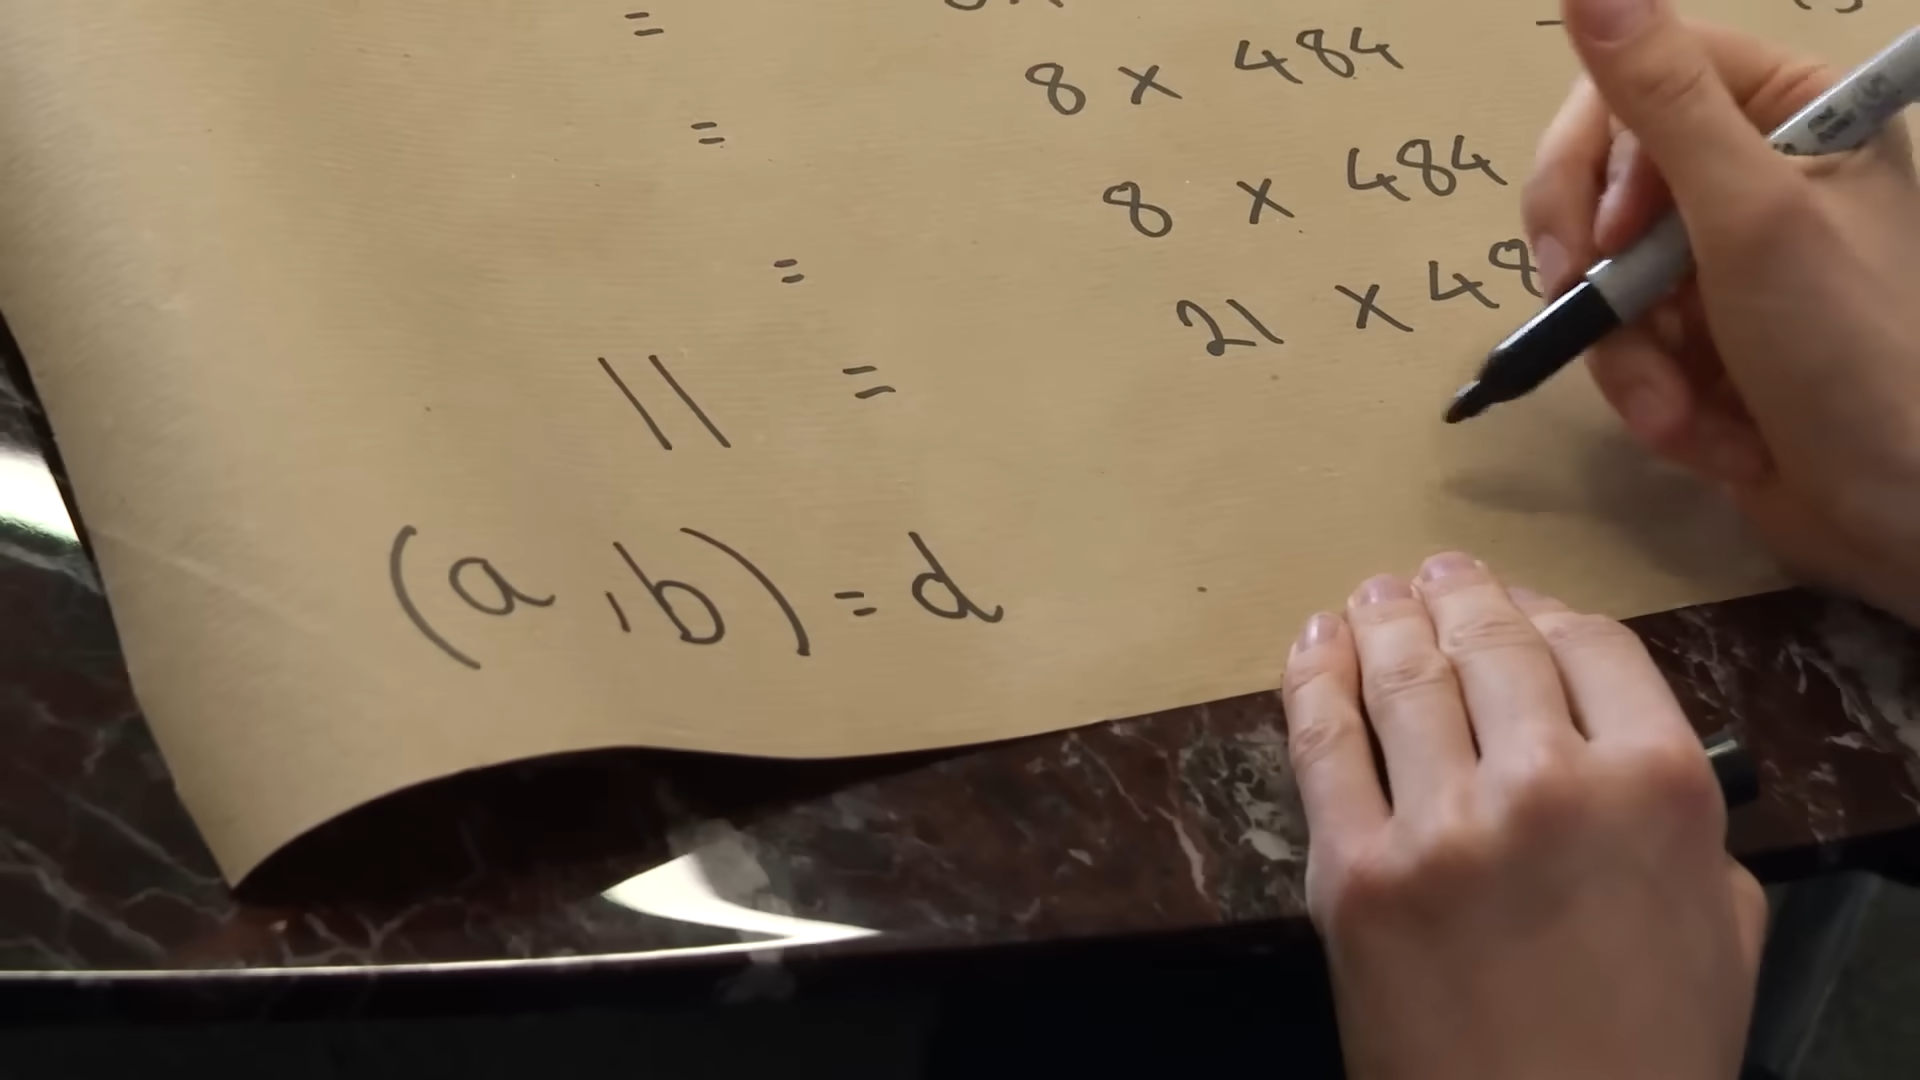 = 8 × 484
= 8 × 484
= 21 × 48
11 =
(a, b) = d